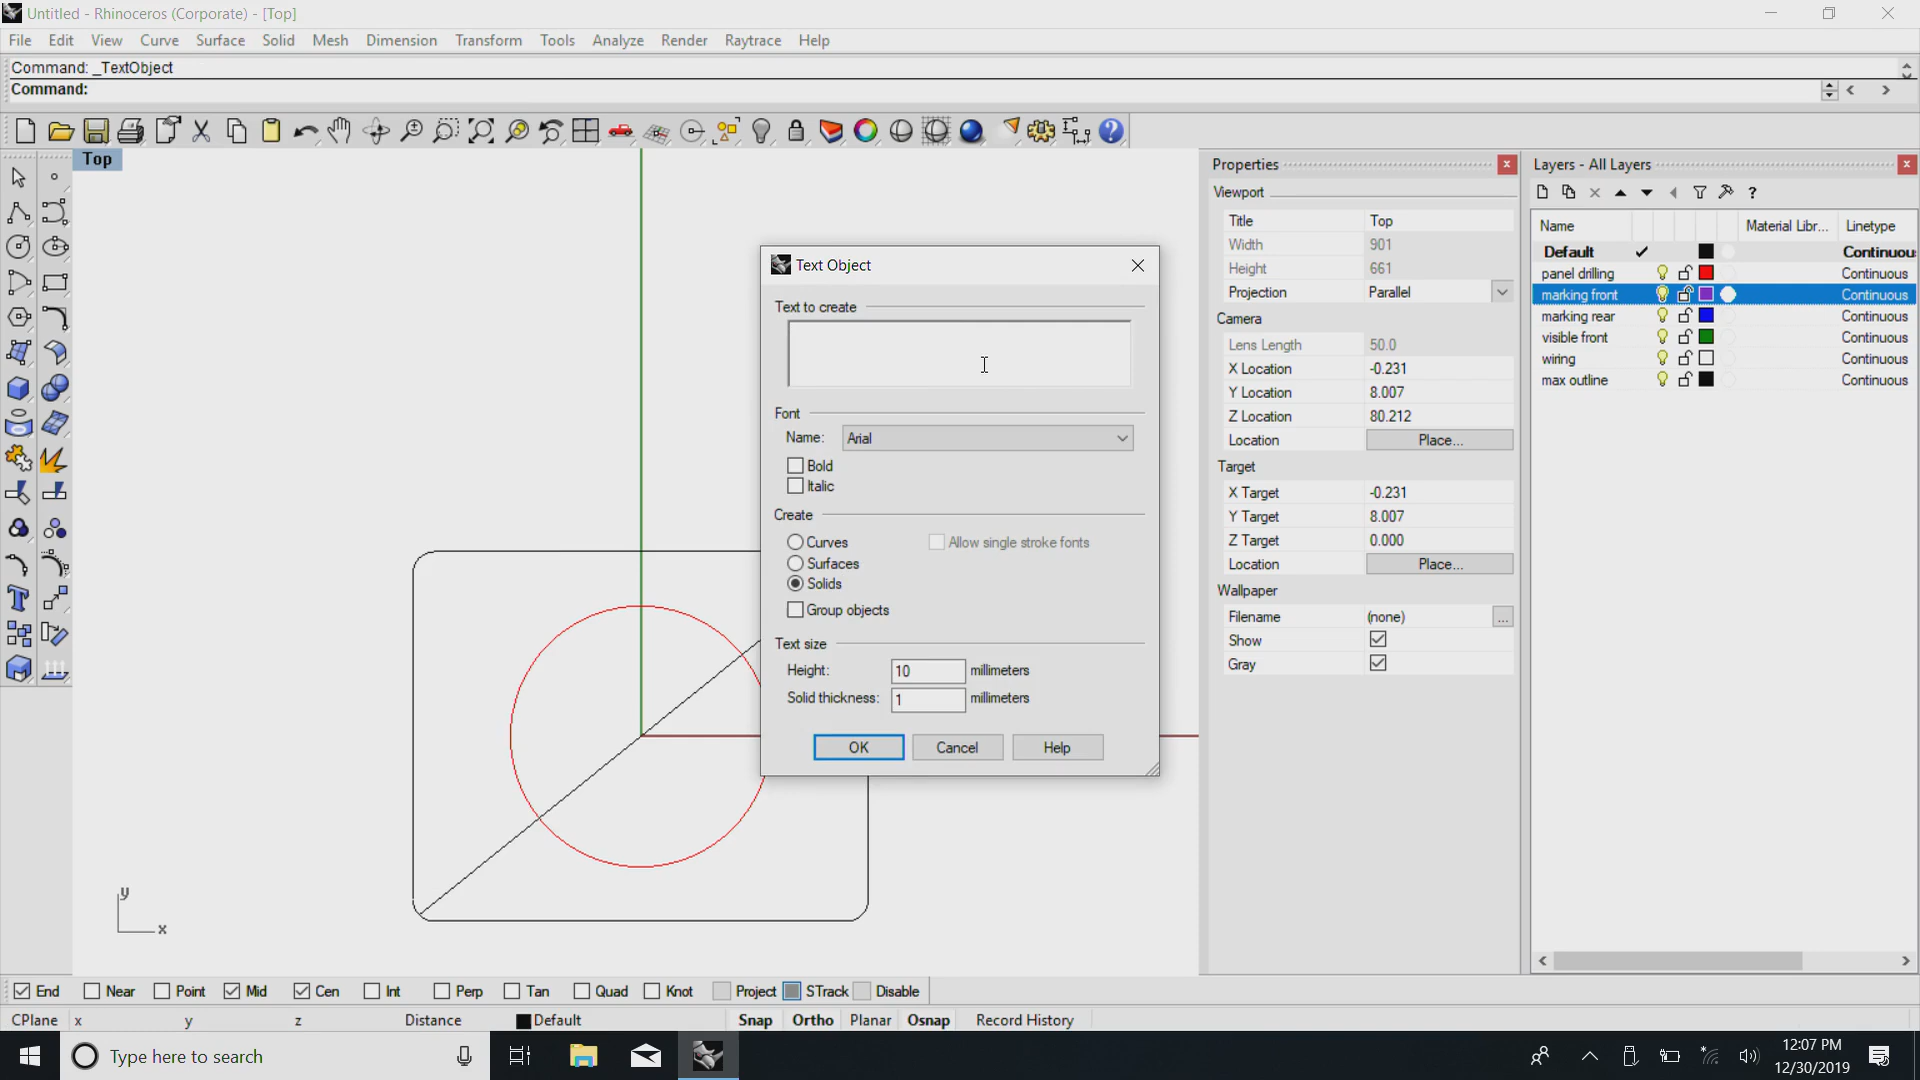 Untitled - Rhinoceros (Corporate) - [Top]
File Edit View Curve Surface Solid Mesh Dimension Transform Tools Analyze Render Raytrace Help
Command: _TextObject
Command:
Top
Text Object
Text to create
Font
Name: Arial
Bold
Italic
Create
Curves
Allow single stroke fonts
Surfaces
Solids
Group objects
Text size
Height: 10 millimeters
Solid thickness: 1 millimeters
OK Cancel Help
y
x
Properties
Viewport
Title Top
Width 901
Height 661
Projection Parallel
Camera
Lens Length 50.0
X Location -0.231
Y Location 8.007
Z Location 80.212
Location Place...
Target
X Target -0.231
Y Target 8.007
Z Target 0.000
Location Place...
Wallpaper
Filename (none) ...
Show
Gray
Layers - All Layers
Name Material Libr... Linetype
Default Continuou
panel drilling Continuous
marking front Continuous
marking rear Continuous
visible front Continuous
wiring Continuous
max outline Continuous
End Near Point Mid Cen Int Perp Tan Quad Knot Project STrack Disable
CPlane x y z Distance Default Snap Ortho Planar Osnap Record History
Type here to search
12:07 PM
12/30/2019